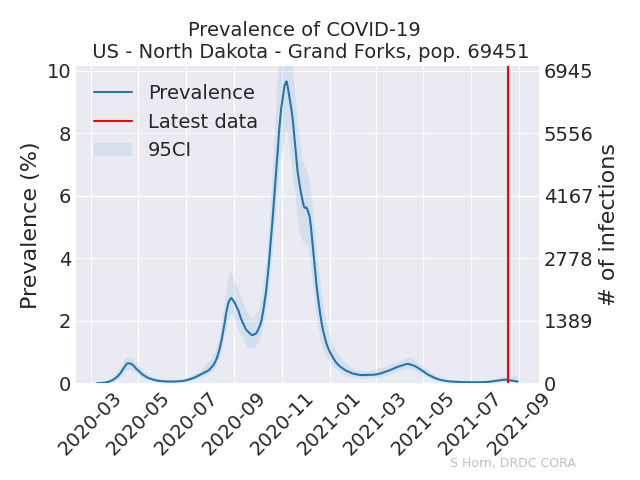 Prevalence of COVID-19
US - North Dakota - Grand Forks, pop. 69451
Prevalence
Latest data
95CI
Prevalence (%)
10
8
6
4
2
0
6945
5556
4167
2778
1389
0
# of infections
2020-03
2020-05
2020-07
2020-09
2020-11
2021-01
2021-03
2021-05
2021-07
2021-09
S Horn, DRDC CORA